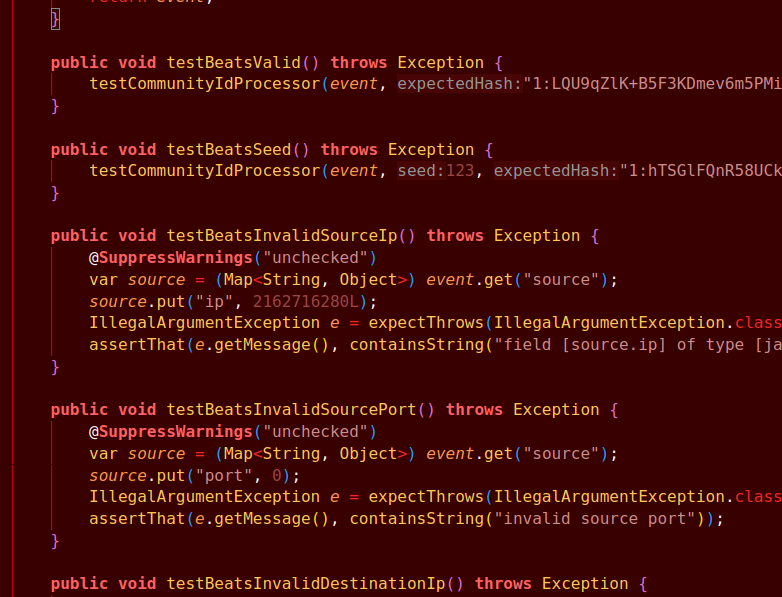 }
public void testBeatsValid() throws Exception {
testCommunityIdProcessor(event, expectedHash:"1:LQU9qZlK+B5F3KDmev6m5PMi
}
public void testBeatsSeed() throws Exception {
testCommunityIdProcessor(event, seed:123, expectedHash:"1:hTSGlFQnR58UCk
}
public void testBeatsInvalidSourceIp() throws Exception {
@SuppressWarnings("unchecked")
var source = (Map<String, Object>) event.get("source");
source.put("ip", 2162716280L);
IllegalArgumentException e = expectThrows(IllegalArgumentException.class
assertThat(e.getMessage(), containsString("field [source.ip] of type [ja
}
public void testBeatsInvalidSourcePort() throws Exception {
@SuppressWarnings("unchecked")
var source = (Map<String, Object>) event.get("source");
source.put("port", 0);
IllegalArgumentException e = expectThrows(IllegalArgumentException.class
assertThat(e.getMessage(), containsString("invalid source port"));
}
public void testBeatsInvalidDestinationIp() throws Exception {